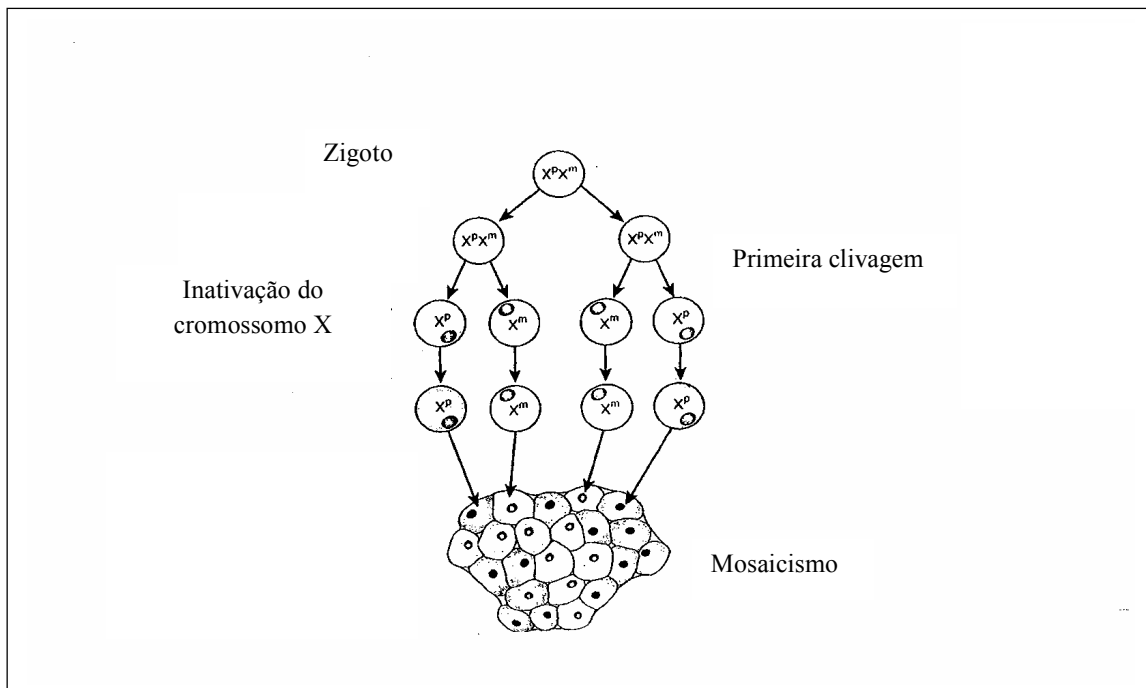 Zigoto
XᵖXᵐ
XᵖXᵐ
XᵖXᵐ
Primeira clivagem
Inativação do
cromossomo X
Xᵖ
Xᵐ
Xᵐ
Xᵖ
Xᵖ
Xᵐ
Xᵐ
Xᵖ
Mosaicismo